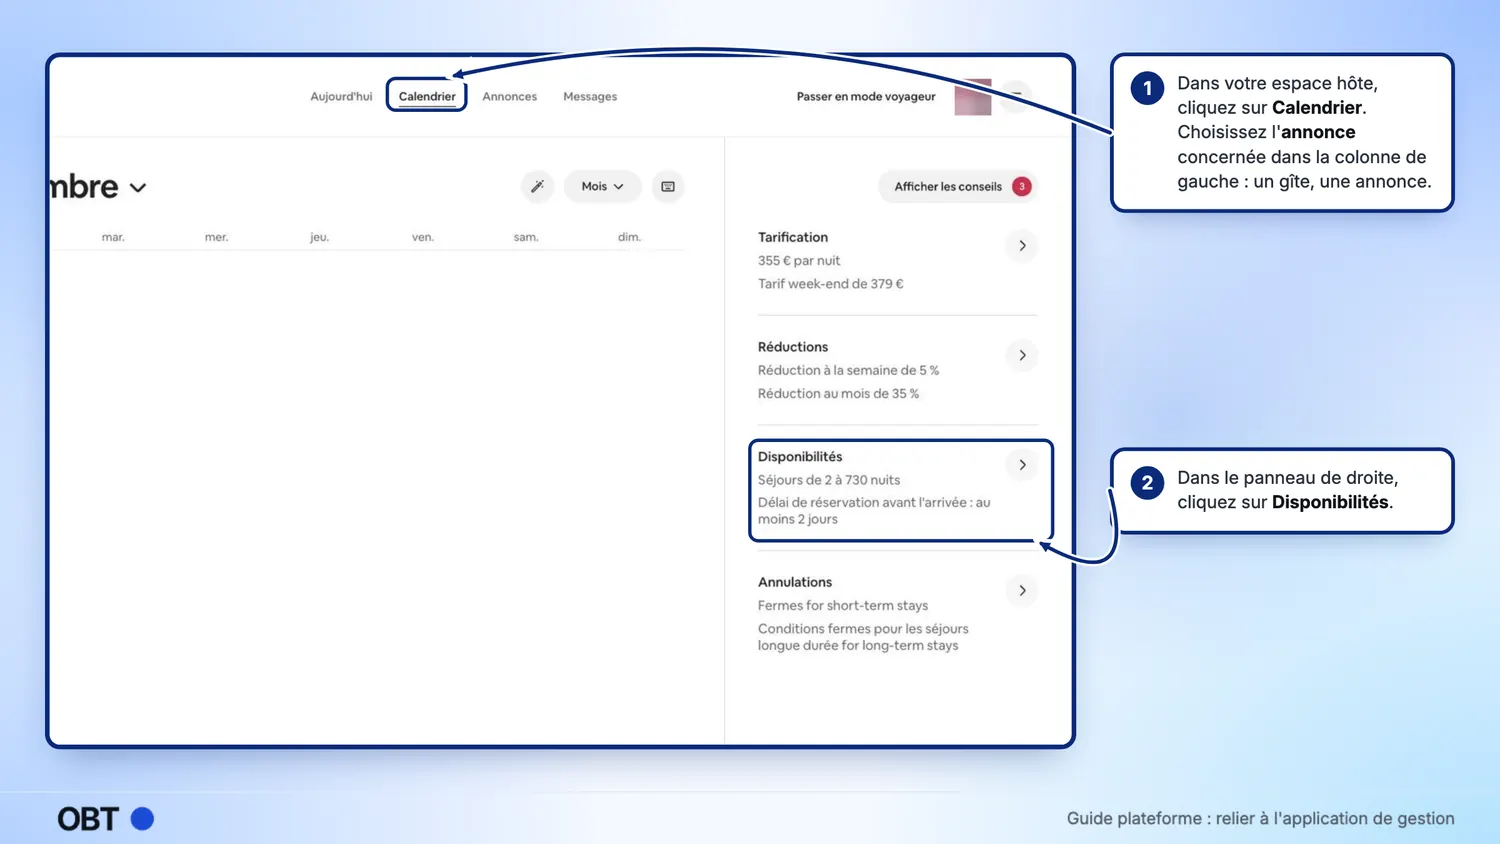 Aujourd'hui
Calendrier
Annonces
Messages
Passer en mode voyageur
mbre
Mois
Afficher les conseils 3
mar.
mer.
jeu.
ven.
sam.
dim.
Tarification
355 € par nuit
Tarif week-end de 379 €
Réductions
Réduction à la semaine de 5 %
Réduction au mois de 35 %
Disponibilités
Séjours de 2 à 730 nuits
Délai de réservation avant l'arrivée : au
moins 2 jours
Annulations
Fermes for short-term stays
Conditions fermes pour les séjours
longue durée for long-term stays
1
Dans votre espace hôte,
cliquez sur Calendrier.
Choisissez l'annonce
concernée dans la colonne de
gauche : un gîte, une annonce.
2
Dans le panneau de droite,
cliquez sur Disponibilités.
OBT
Guide plateforme : relier à l'application de gestion